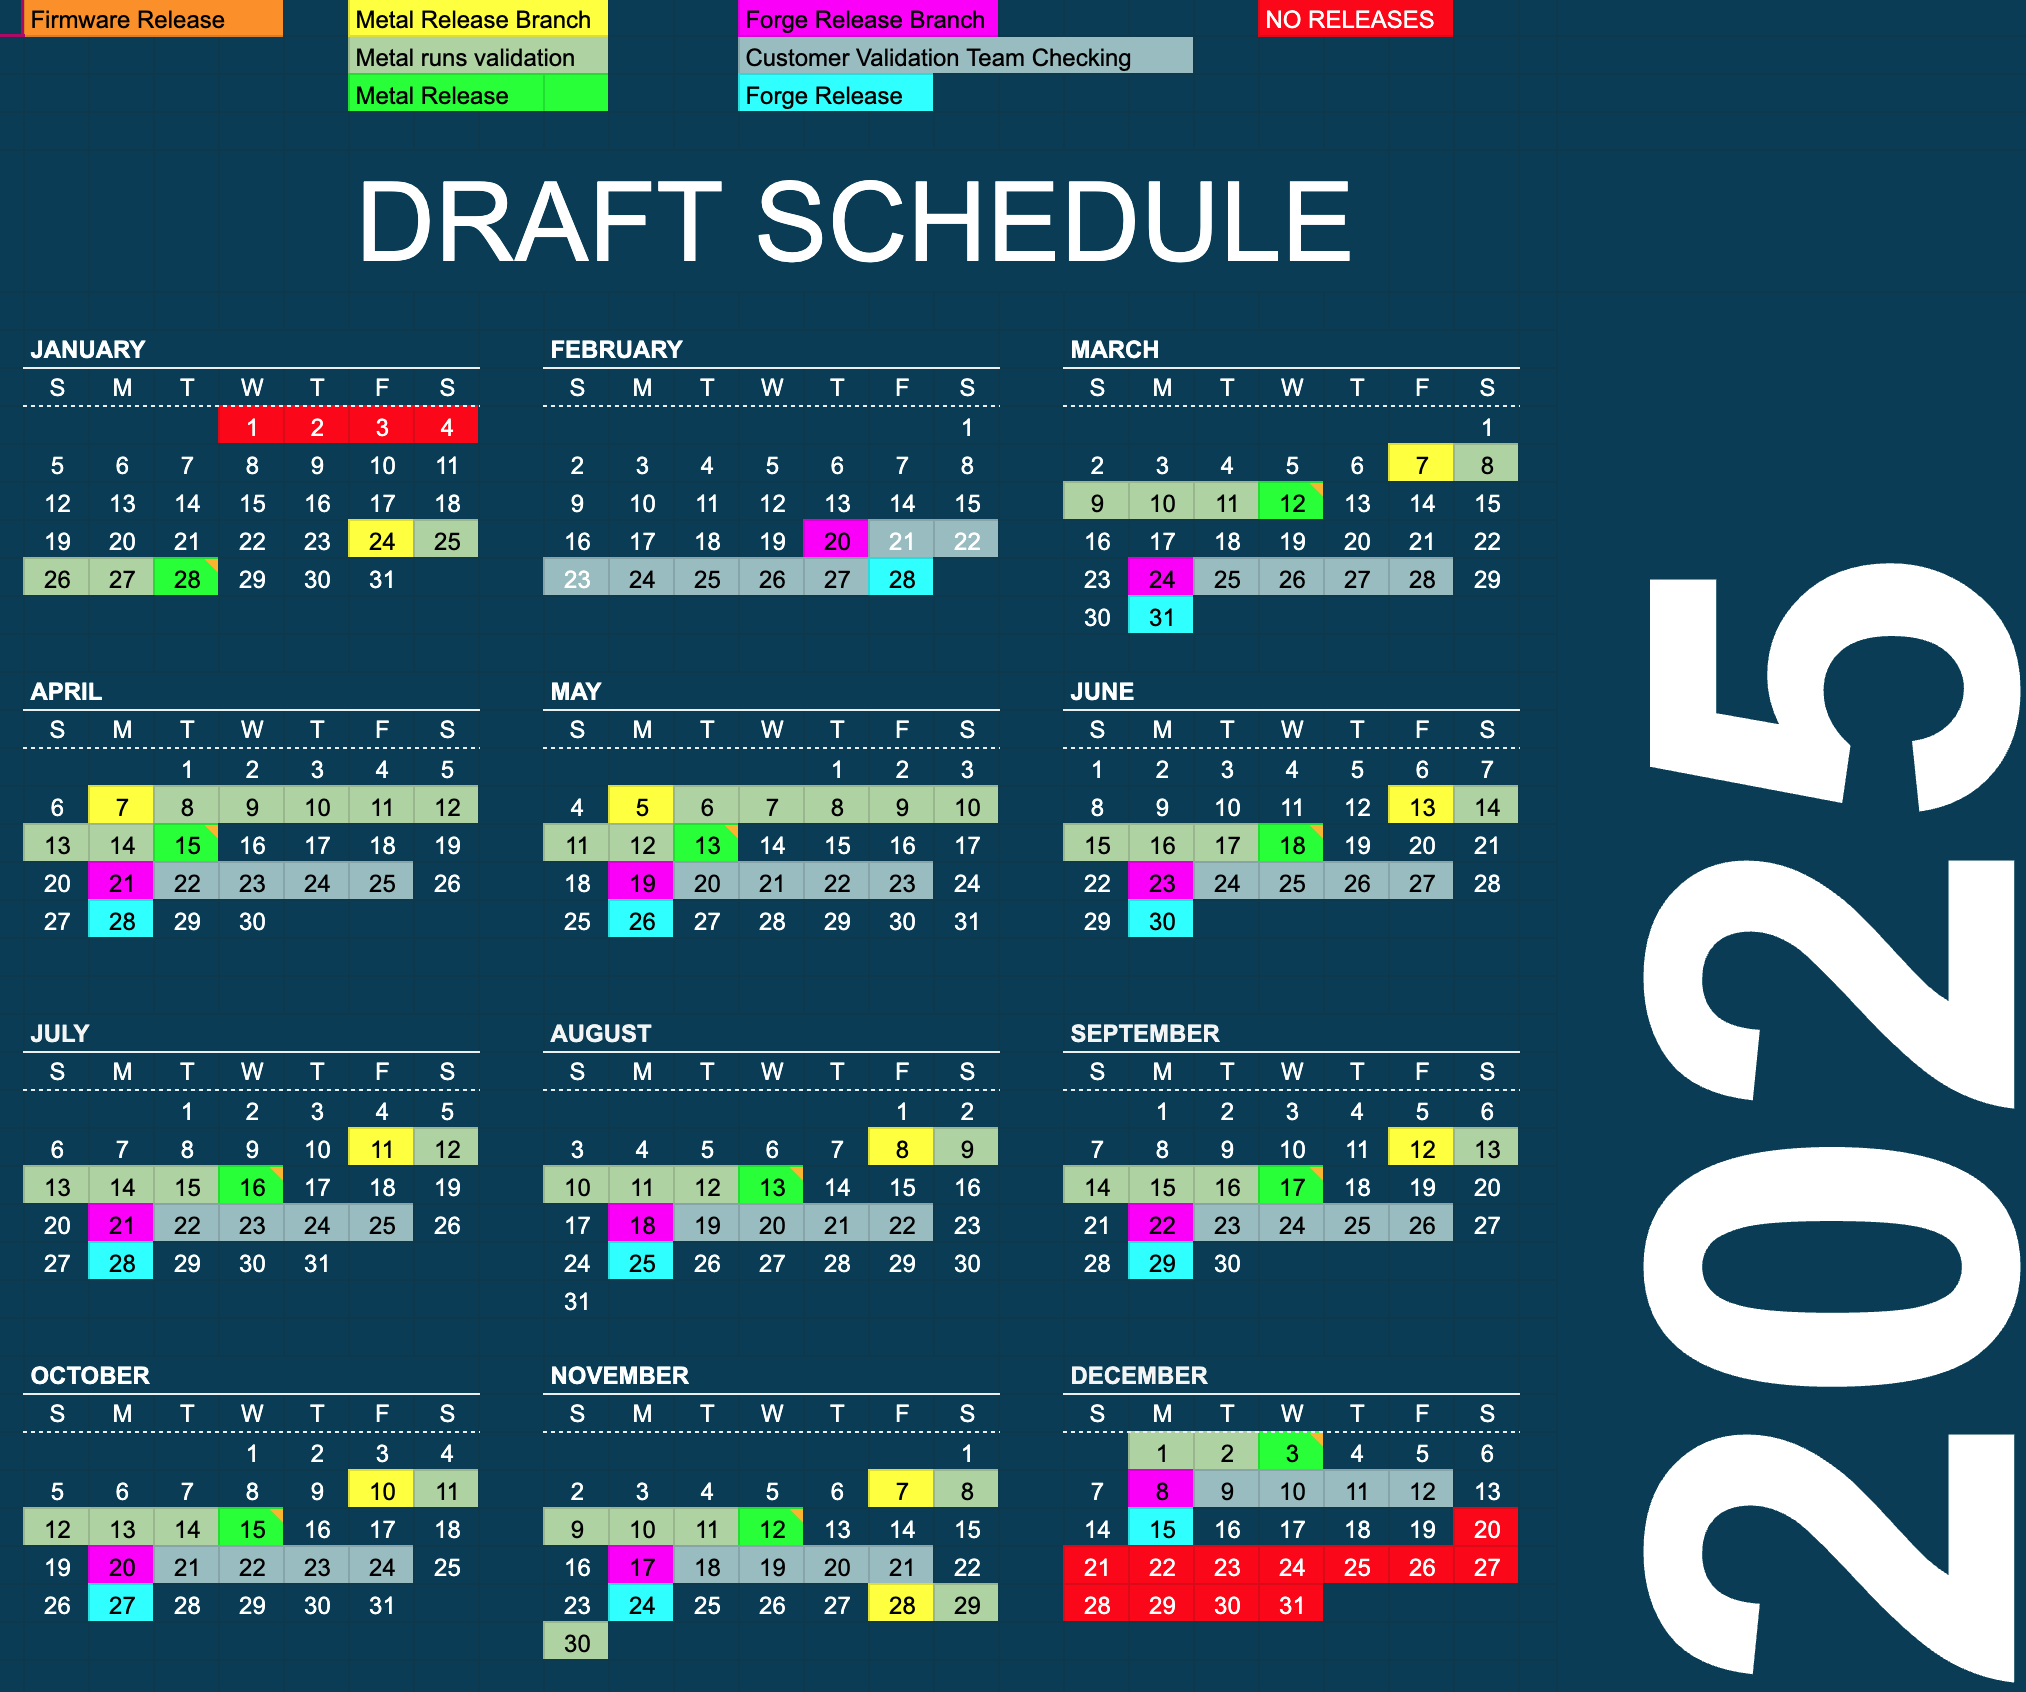 Firmware Release Metal Release Branch Forge Release Branch NO RELEASES
Metal runs validation Customer Validation Team Checking
Metal Release Forge Release
DRAFT SCHEDULE
JANUARY
S M T W T F S
1 2 3 4
5 6 7 8 9 10 11
12 13 14 15 16 17 18
19 20 21 22 23 24 25
26 27 28 29 30 31
FEBRUARY
S M T W T F S
1
2 3 4 5 6 7 8
9 10 11 12 13 14 15
16 17 18 19 20 21 22
23 24 25 26 27 28
MARCH
S M T W T F S
1
2 3 4 5 6 7 8
9 10 11 12 13 14 15
16 17 18 19 20 21 22
23 24 25 26 27 28 29
30 31
APRIL
S M T W T F S
1 2 3 4 5
6 7 8 9 10 11 12
13 14 15 16 17 18 19
20 21 22 23 24 25 26
27 28 29 30
MAY
S M T W T F S
1 2 3
4 5 6 7 8 9 10
11 12 13 14 15 16 17
18 19 20 21 22 23 24
25 26 27 28 29 30 31
JUNE
S M T W T F S
1 2 3 4 5 6 7
8 9 10 11 12 13 14
15 16 17 18 19 20 21
22 23 24 25 26 27 28
29 30
JULY
S M T W T F S
1 2 3 4 5
6 7 8 9 10 11 12
13 14 15 16 17 18 19
20 21 22 23 24 25 26
27 28 29 30 31
AUGUST
S M T W T F S
1 2
3 4 5 6 7 8 9
10 11 12 13 14 15 16
17 18 19 20 21 22 23
24 25 26 27 28 29 30
31
SEPTEMBER
S M T W T F S
1 2 3 4 5 6
7 8 9 10 11 12 13
14 15 16 17 18 19 20
21 22 23 24 25 26 27
28 29 30
OCTOBER
S M T W T F S
1 2 3 4
5 6 7 8 9 10 11
12 13 14 15 16 17 18
19 20 21 22 23 24 25
26 27 28 29 30 31
NOVEMBER
S M T W T F S
1
2 3 4 5 6 7 8
9 10 11 12 13 14 15
16 17 18 19 20 21 22
23 24 25 26 27 28 29
30
DECEMBER
S M T W T F S
1 2 3 4 5 6
7 8 9 10 11 12 13
14 15 16 17 18 19 20
21 22 23 24 25 26 27
28 29 30 31
2025